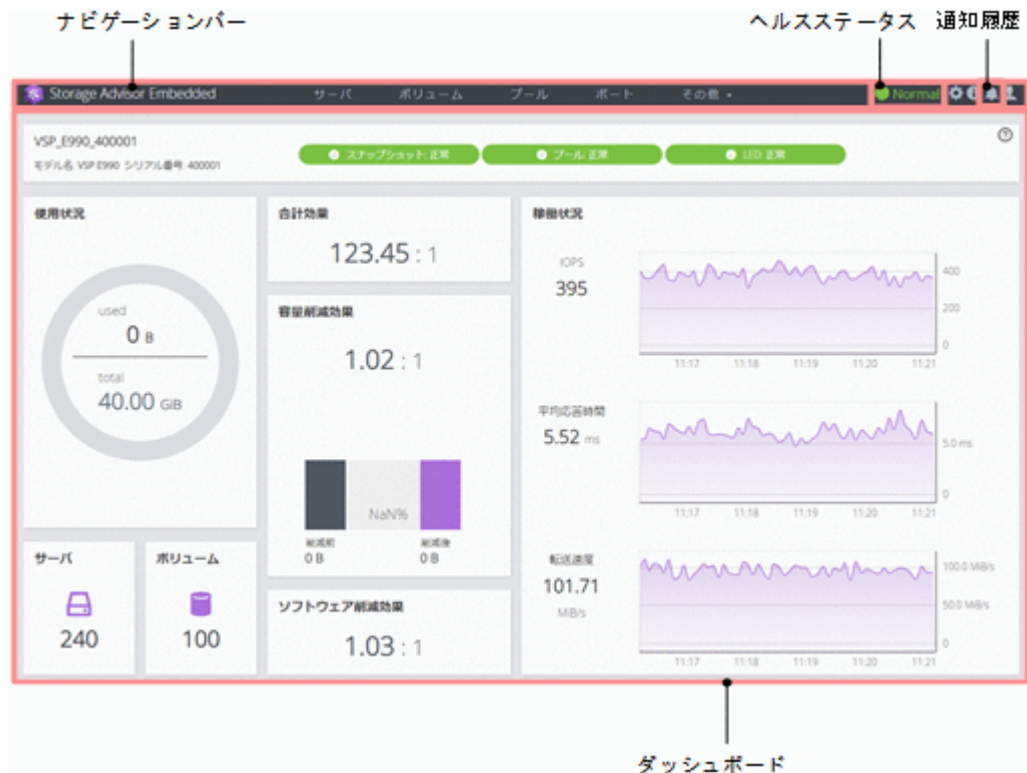 ナビゲーションバー
ヘルスステータス 通知履歴
Storage Advisor Embedded サーバ ボリューム プール ポート その他 Normal
VSP_E990_400001
モデル名 VSP E990 シリアル番号 400001
スナップショット: 正常 プール: 正常 LED: 正常
使用状況
used
0 B
total
40.00 GiB
サーバ
240
ボリューム
100
合計効果
123.45 : 1
容量削減効果
1.02 : 1
NaN%
削減前 削減後
0 B 0 B
ソフトウェア削減効果
1.03 : 1
稼働状況
IOPS
395
400
200
0
11:17 11:18 11:19 11:20 11:21
平均応答時間
5.52 ms
5.0 ms
0
11:17 11:18 11:19 11:20 11:21
転送速度
101.71
MiB/s
100.0 MiB/s
50.0 MiB/s
0
11:17 11:18 11:19 11:20 11:21
ダッシュボード